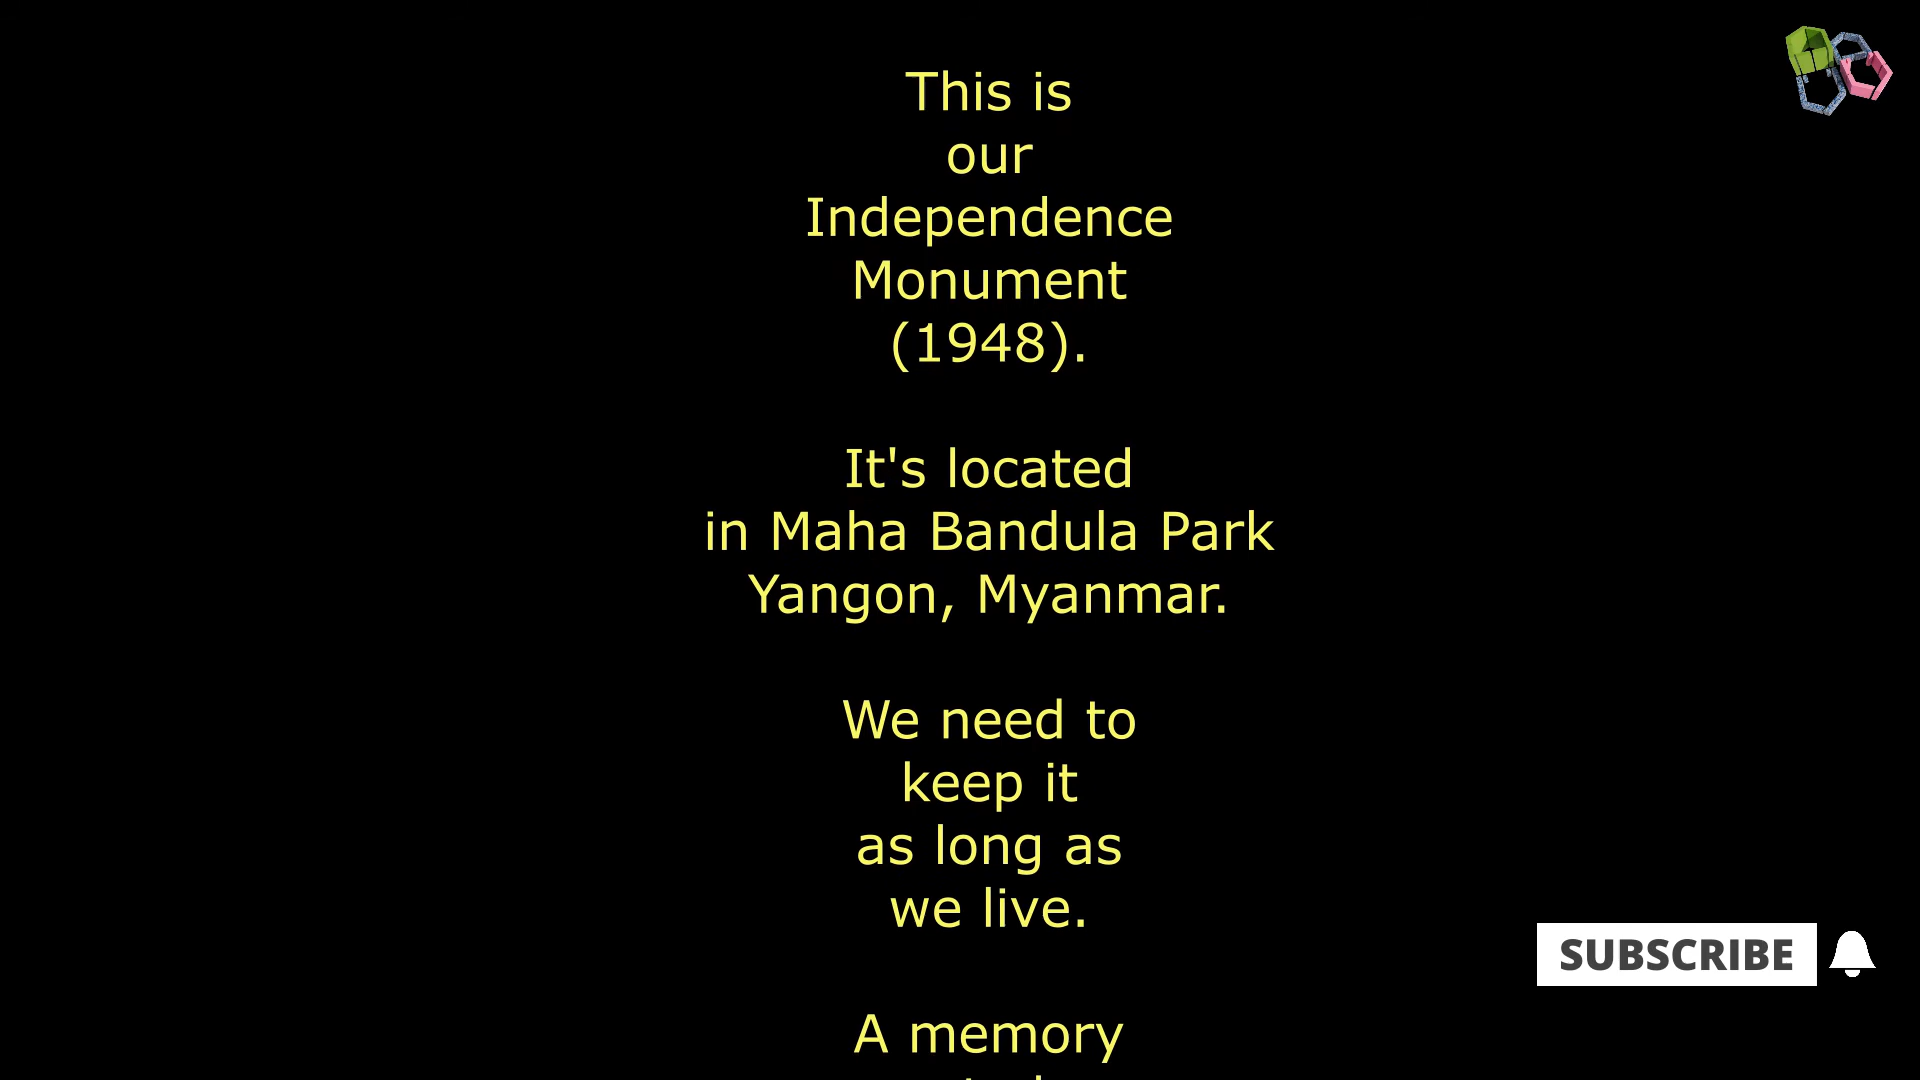 This is
our
Independence
Monument
(1948).
It's located
in Maha Bandula Park
Yangon, Myanmar.
We need to
keep it
as long as
we live.
SUBSCRIBE
A memory